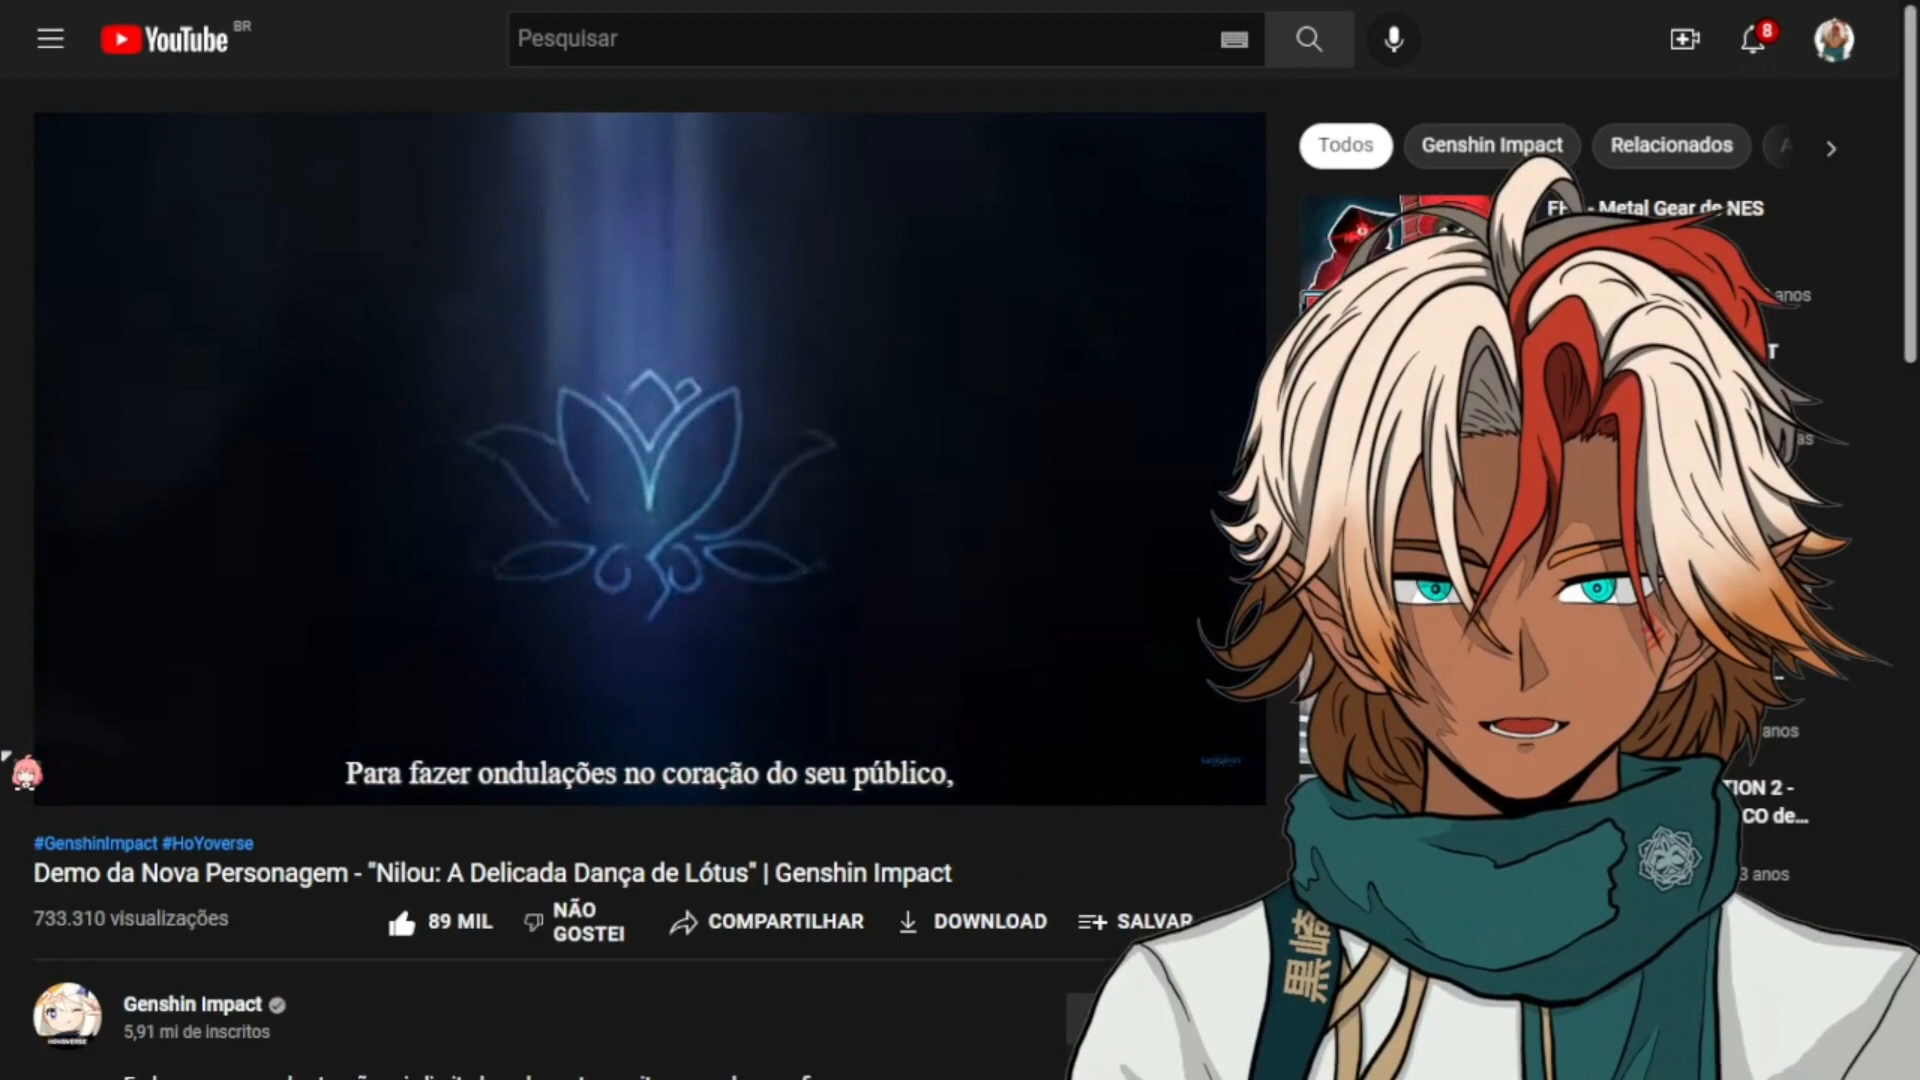 YouTube BR
Pesquisar
8
Todos
Genshin Impact
Relacionados
A
- Metal Gear de NES
anos
Para fazer ondulações no coração do seu público,
anos
TION 2 -
CO de...
3 anos
#GenshinImpact #HoYoverse
Demo da Nova Personagem - "Nilou: A Delicada Dança de Lótus" | Genshin Impact
733.310 visualizações
89 MIL
NÃO
GOSTEI
COMPARTILHAR
DOWNLOAD
SALVAR
黒崎
Genshin Impact
5,91 mi de inscritos